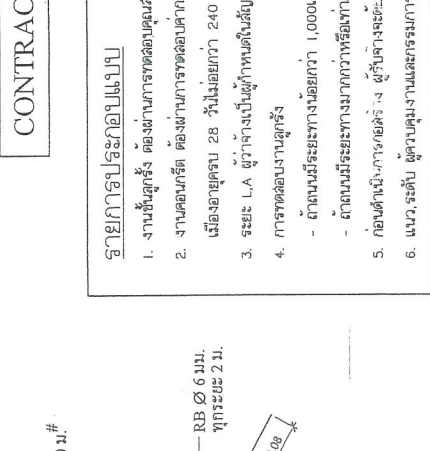 CONTRAC
รายการประกอบแบบ
1. งานชั้นลูกรัง ต้องผ่านการทดสอบคุณส
2. งานคอนกรีต ต้องผ่านการทดสอบค่าก
เมื่ออายุครบ 28 วันไม่น้อยกว่า 240
3. ระยะ L,A ผู้ว่าจ้างเป็นผู้กำหนดในสัญ
4. การทดสอบงานลูกรัง
- ถ้าถนนมีระยะทางน้อยกว่า 1,000เ
- ถ้าถนนมีระยะทางมากกว่าหรือเท่า
5. ก่อนดำเนินการก่อสร้าง ผู้รับจ้างจะต้อ
6. แนว,ระดับ ผู้ควบคุมงานและกรรมกา
0 ม.#
RB Ø 6 มม.
ทุกระยะ 2 ม.
08